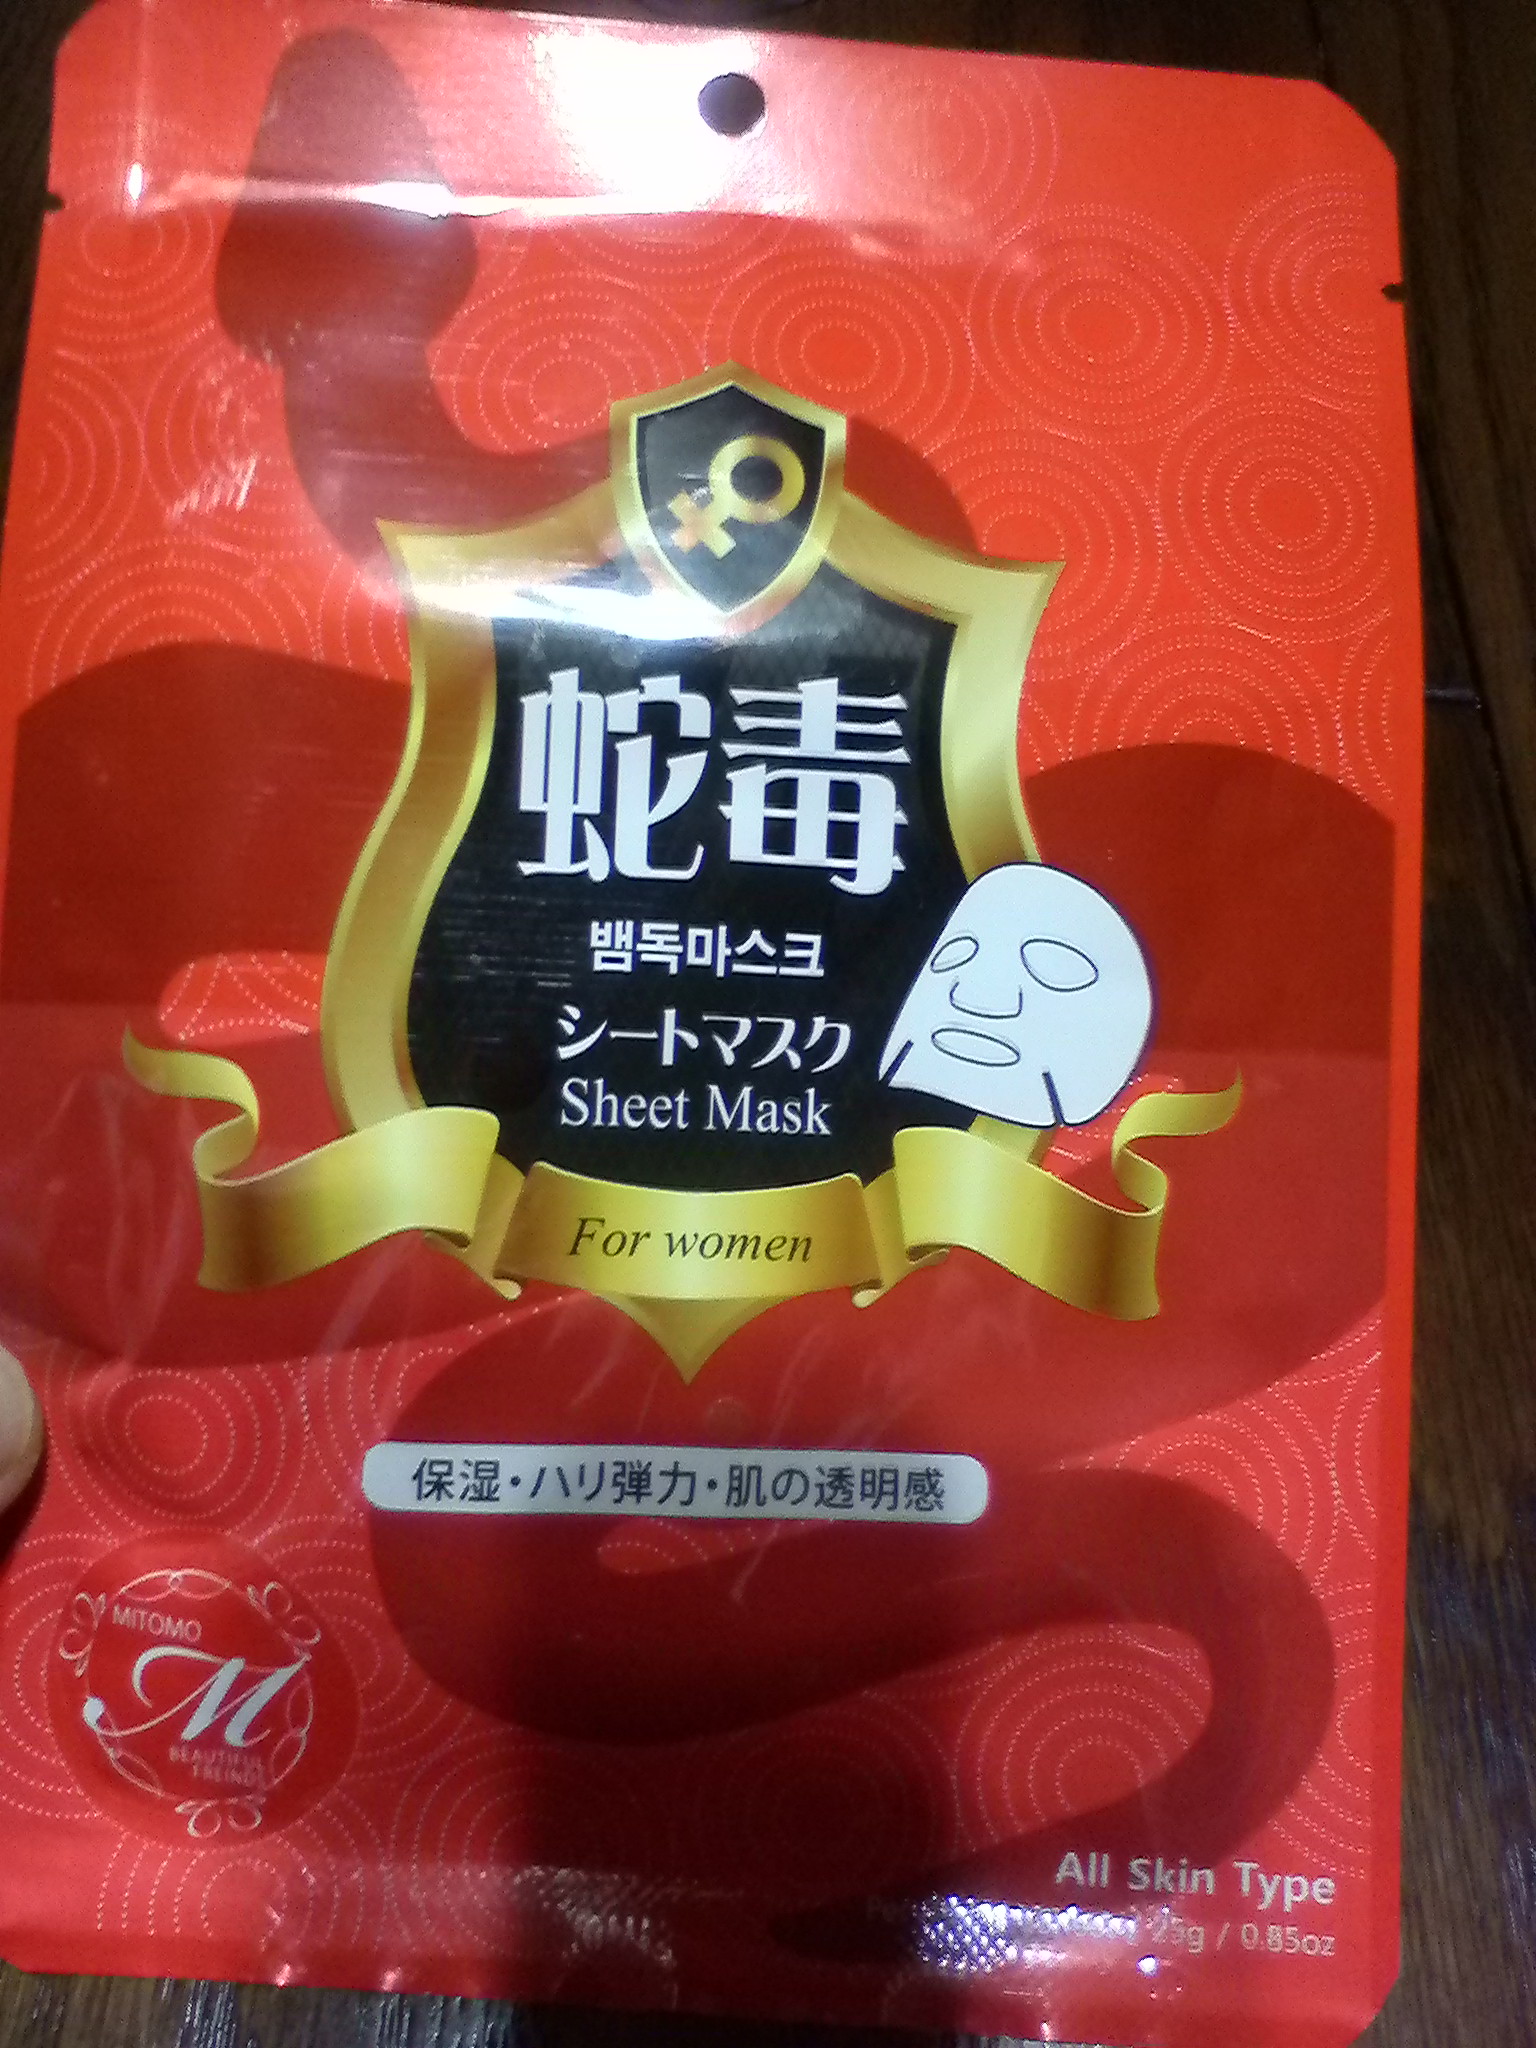 蛇毒
뱀독마스크
シートマスク
Sheet Mask
For women
保湿・ハリ弾力・肌の透明感
MITOMO
M
BEAUTIFUL
All Skin Type
25g / 0.85oz